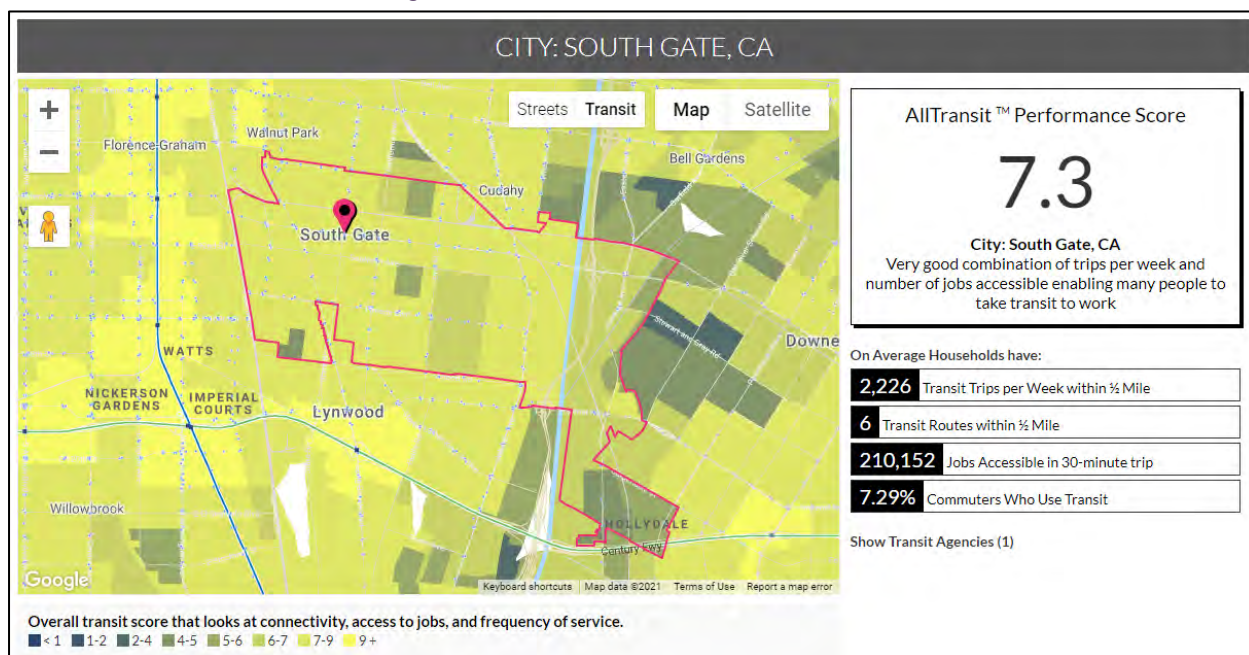 CITY: SOUTH GATE, CA
+
−
Streets Transit
Map Satellite
Florence-Graham
Walnut Park
Bell Gardens
Cudahy
South Gate
WATTS
Stewart and Gray Rd
Downe
NICKERSON
GARDENS
IMPERIAL
COURTS
Lynwood
Willowbrook
HOLLYDALE
Century Fwy
Google
Keyboard shortcuts Map data ©2021 Terms of Use Report a map error
Overall transit score that looks at connectivity, access to jobs, and frequency of service.
< 1 1-2 2-4 4-5 5-6 6-7 7-9 9 +
AllTransit ™ Performance Score
7.3
City: South Gate, CA
Very good combination of trips per week and
number of jobs accessible enabling many people to
take transit to work
On Average Households have:
2,226 Transit Trips per Week within ½ Mile
6 Transit Routes within ½ Mile
210,152 Jobs Accessible in 30-minute trip
7.29% Commuters Who Use Transit
Show Transit Agencies (1)